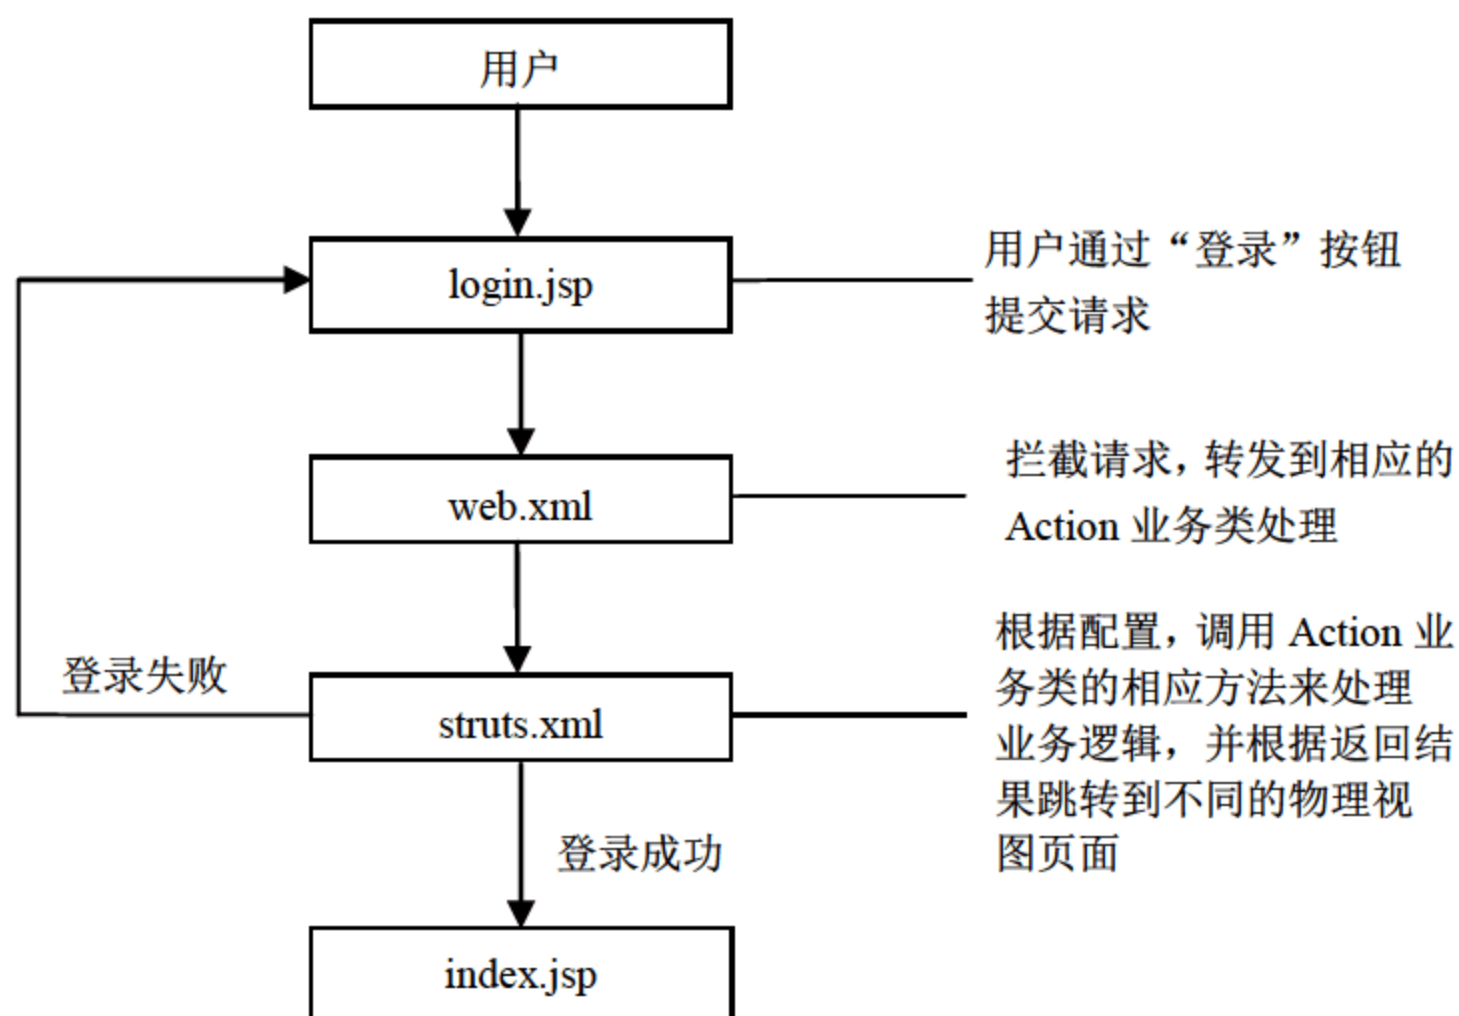 用户
login.jsp
用户通过“登录”按钮
提交请求
web.xml
拦截请求，转发到相应的
Action 业务类处理
登录失败
struts.xml
根据配置，调用 Action 业
务类的相应方法来处理
业务逻辑，并根据返回结
果跳转到不同的物理视
图页面
登录成功
index.jsp